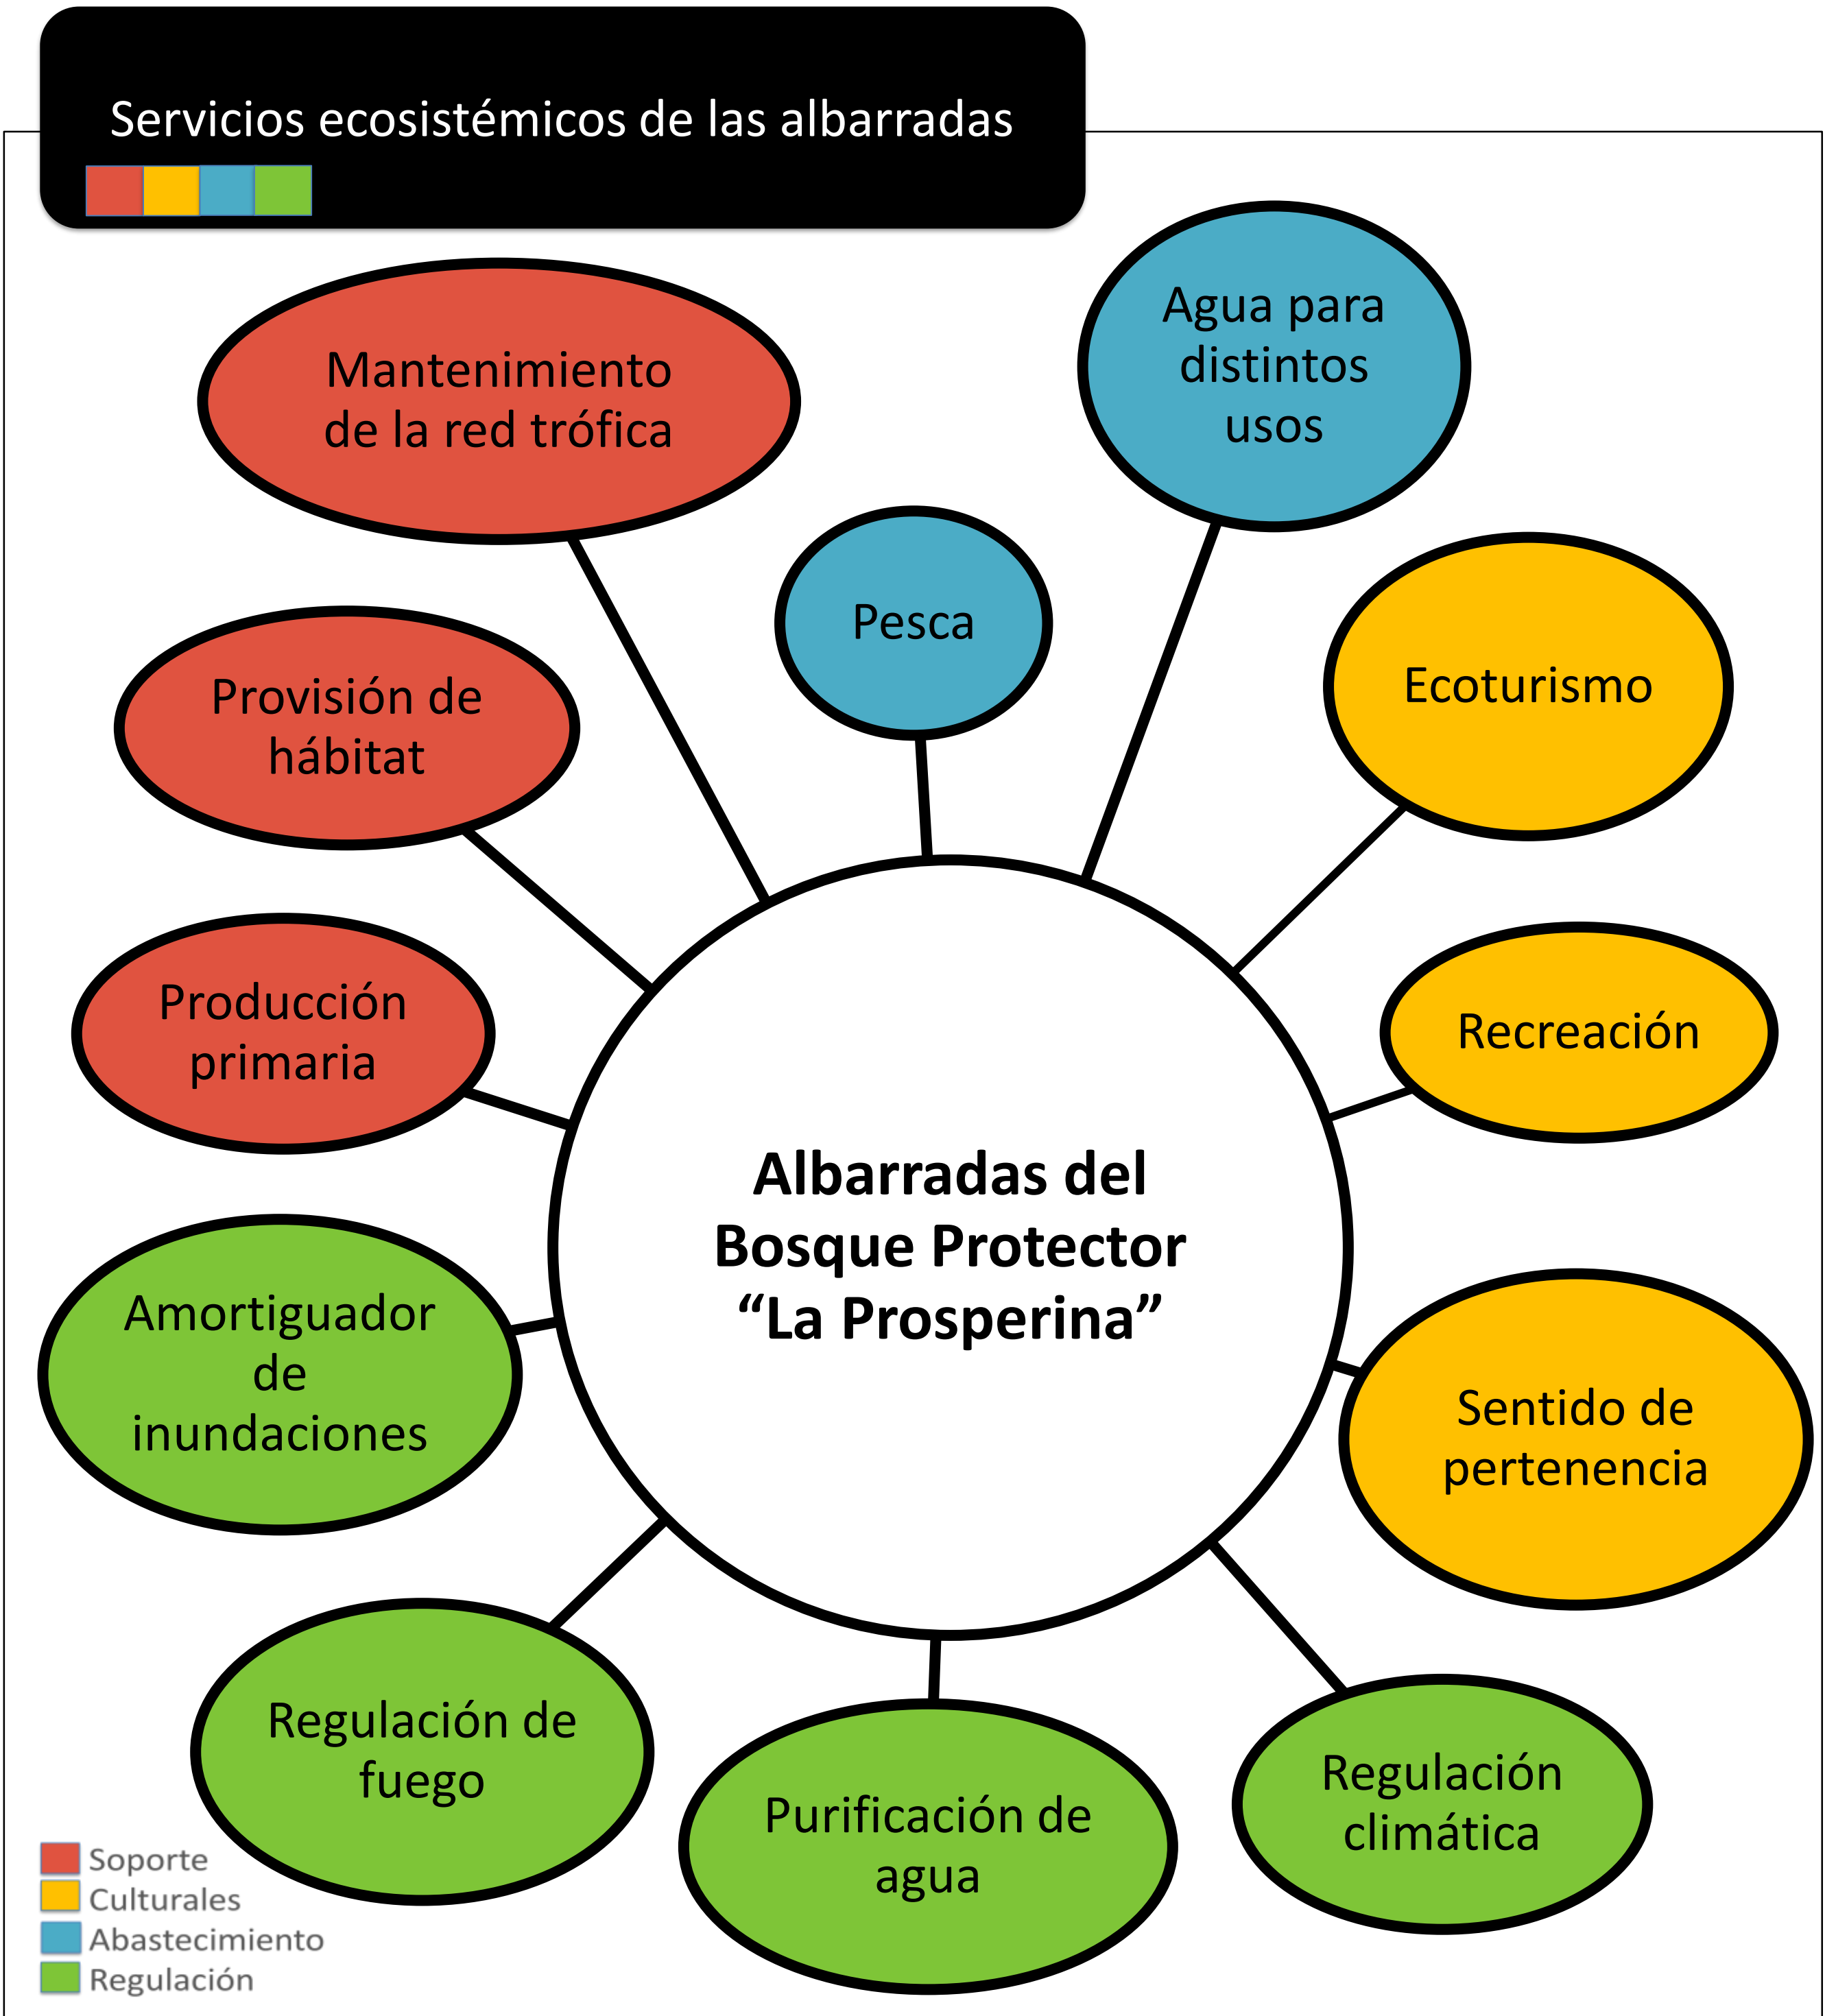 Servicios ecosistémicos de las albarradas
Mantenimiento
de la red trófica
Agua para
distintos
usos
Pesca
Ecoturismo
Provisión de
hábitat
Recreación
Producción
primaria
Albarradas del
Bosque Protector
“La Prosperina”
Amortiguador
de
inundaciones
Sentido de
pertenencia
Regulación de
fuego
Purificación de
agua
Regulación
climática
Soporte
Culturales
Abastecimiento
Regulación